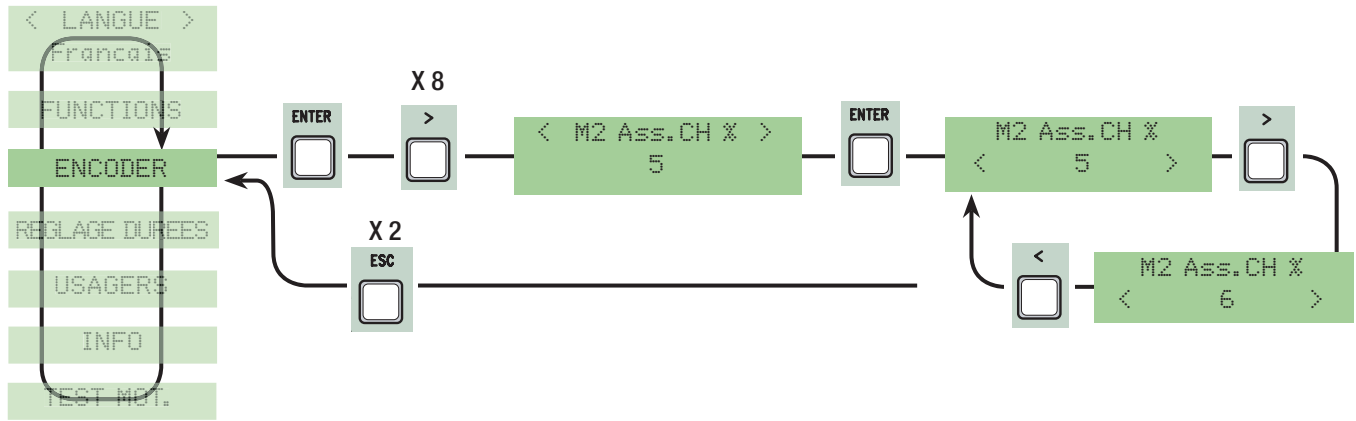 < LANGUE >
Francais
FUNCTIONS
ENCODER
REGLAGE DUREES
USAGERS
INFO
TEST MOT.
ENTER
X 8
>
< M2 Ass.CH % >
5
ENTER
M2 Ass.CH %
< 5 >
>
M2 Ass.CH %
< 6 >
<
X 2
ESC